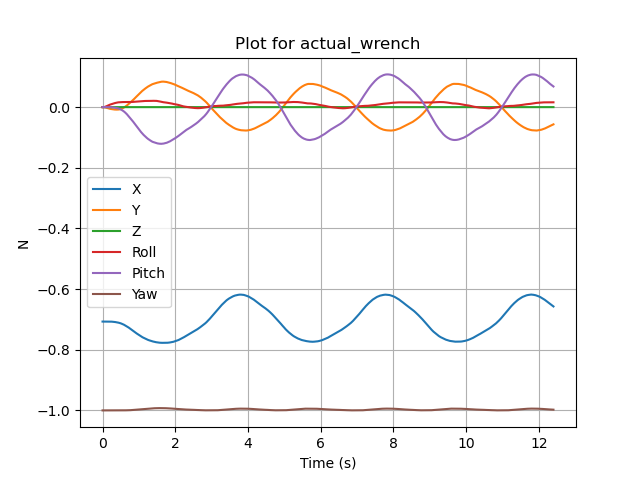 Plot for actual_wrench
0.0
−0.2
−0.4
−0.6
−0.8
−1.0
N
X
Y
Z
Roll
Pitch
Yaw
0 2 4 6 8 10 12
Time (s)